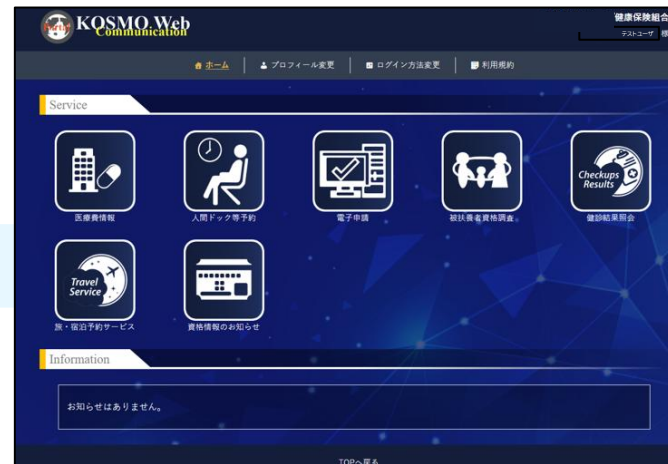 Portal
KOSMO Web
Communication
健康保険組合
テストユーザ 様
ホーム
プロフィール変更
ログイン方法変更
利用規約
Service
医療費情報
人間ドック等予約
電子申請
被扶養者資格調査
Checkups
Results
健診結果照会
Travel
Service
旅・宿泊予約サービス
資格情報のお知らせ
Information
お知らせはありません。
TOPへ戻る